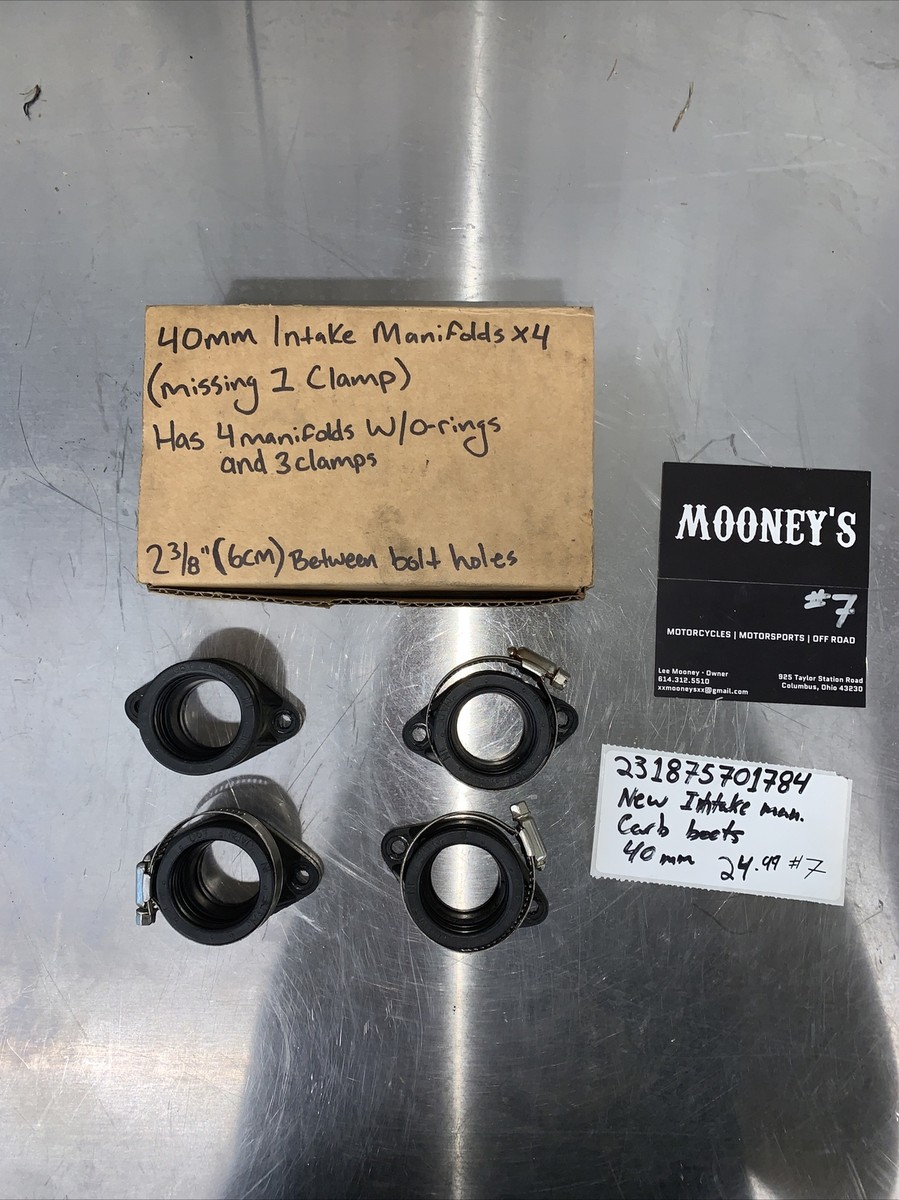 40mm Intake Manifolds x4
(missing 1 Clamp)
Has 4 manifolds W/O-rings
and 3 clamps
2 3/8" (6cm) Between bolt holes
MOONEY'S
#7
MOTORCYCLES | MOTORSPORTS | OFF ROAD
Lee Mooney · Owner
614.312.5510
xxmooneysxx@gmail.com
925 Taylor Station Road
Columbus, Ohio 43230
231875701784
New Intake man.
Carb boots
40mm 24.99 #7